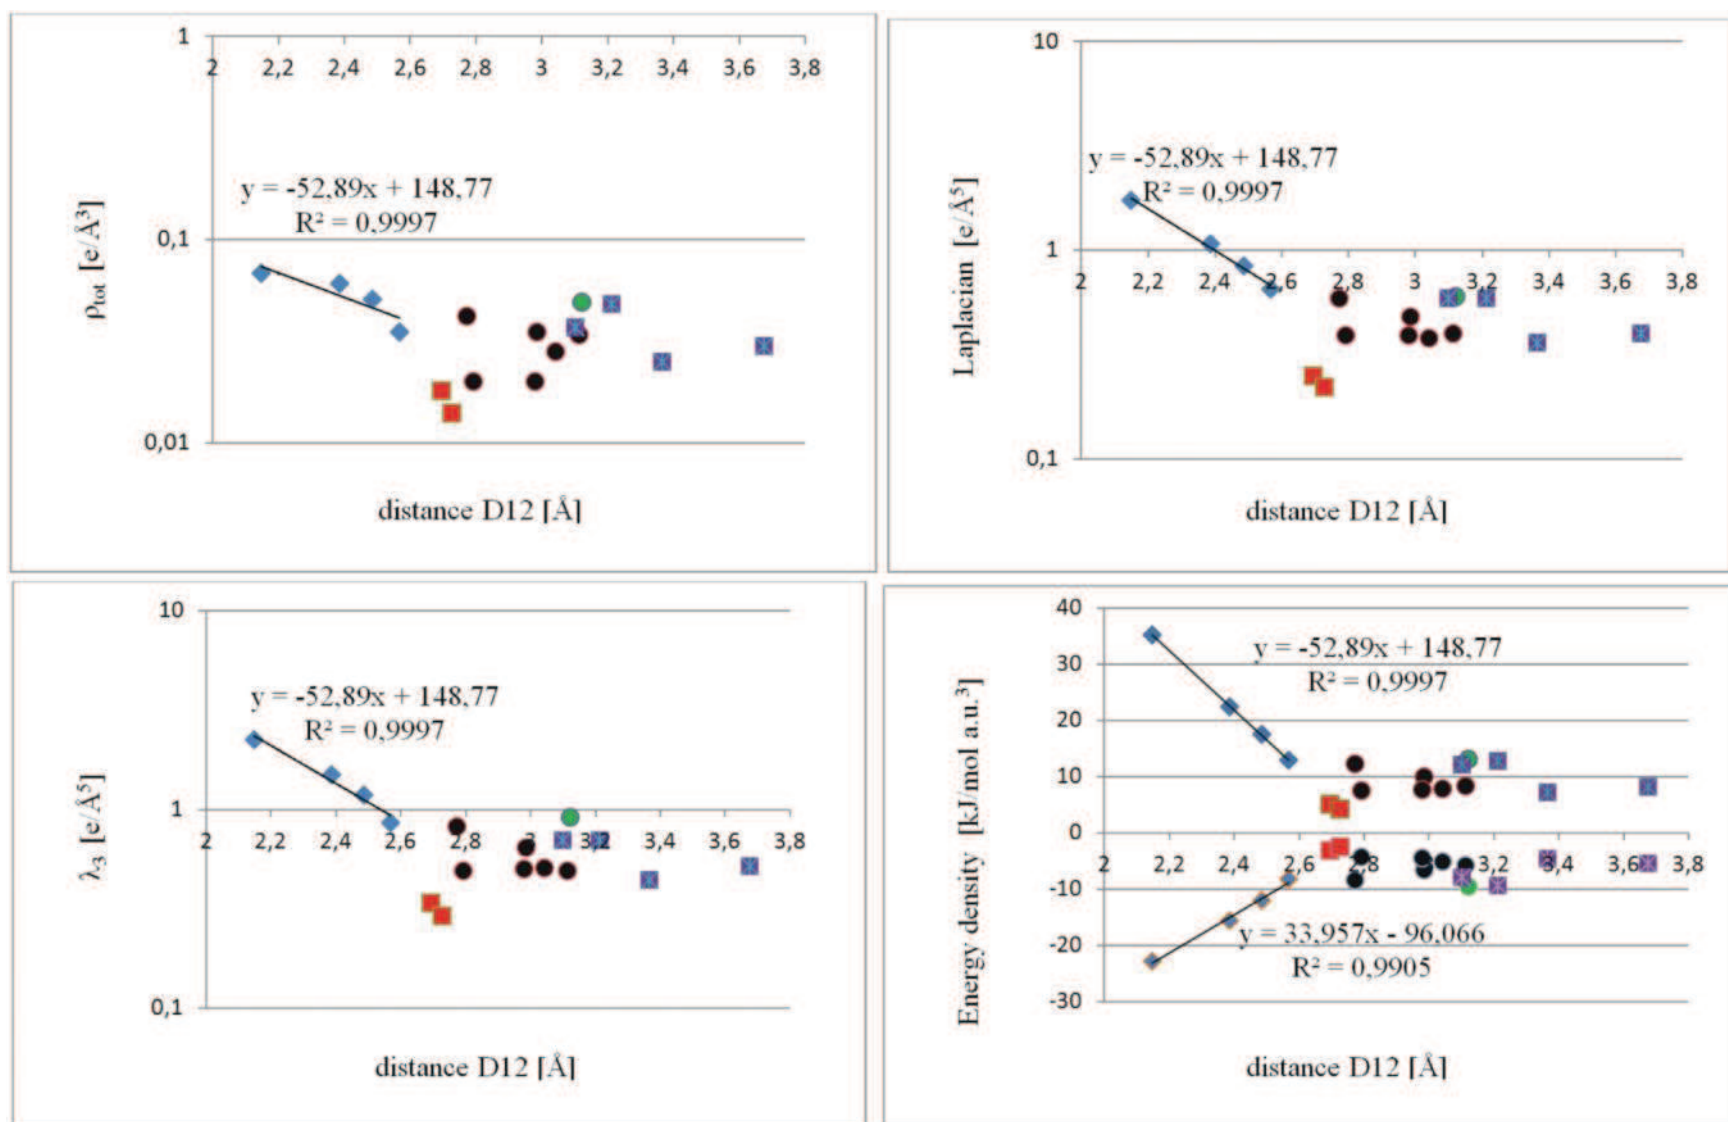 1
2 2,2 2,4 2,6 2,8 3 3,2 3,4 3,6 3,8
y = -52,89x + 148,77
R² = 0,9997
0,1
0,01
ρtot [e/Å³]
distance D12 [Å]
10
y = -52,89x + 148,77
R² = 0,9997
1
2 2,2 2,4 2,6 2,8 3 3,2 3,4 3,6 3,8
0,1
Laplacian [e/Å⁵]
distance D12 [Å]
10
y = -52,89x + 148,77
R² = 0,9997
1
2 2,2 2,4 2,6 2,8 3 3,2 3,4 3,6 3,8
0,1
λ₃ [e/Å⁵]
distance D12 [Å]
40
y = -52,89x + 148,77
30
R² = 0,9997
20
10
0
2 2,2 2,4 2,6 2,8 3 3,2 3,4 3,6 3,8
-10
y = 33,957x - 96,066
-20
R² = 0,9905
-30
Energy density [kJ/mol a.u.³]
distance D12 [Å]